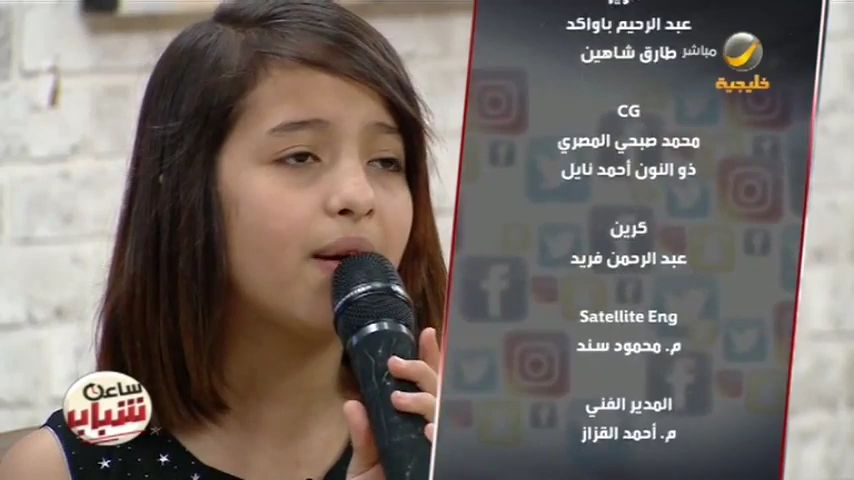 عبد الرحيم باواكد
طارق شاهين
مباشر
خليجية
CG
محمد صبحي المصري
ذو النون أحمد نايل
كرين
عبد الرحمن فريد
Satellite Eng
م. محمود سند
المدير الفني
م. أحمد القزاز
ساعة
شباب